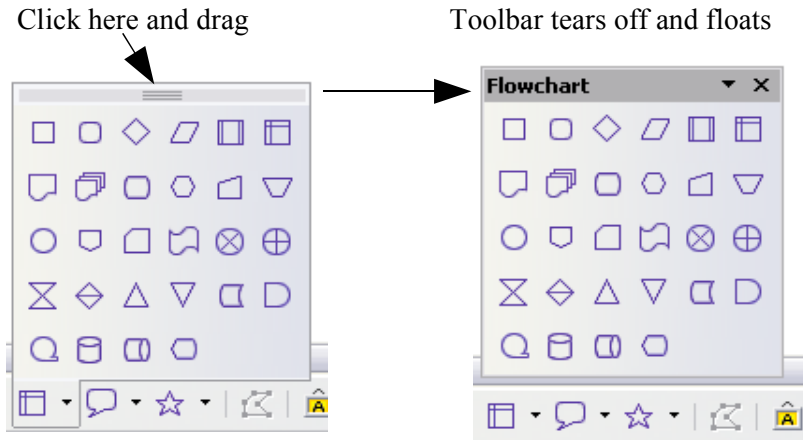 Click here and drag
Toolbar tears off and floats
Flowchart
A
A